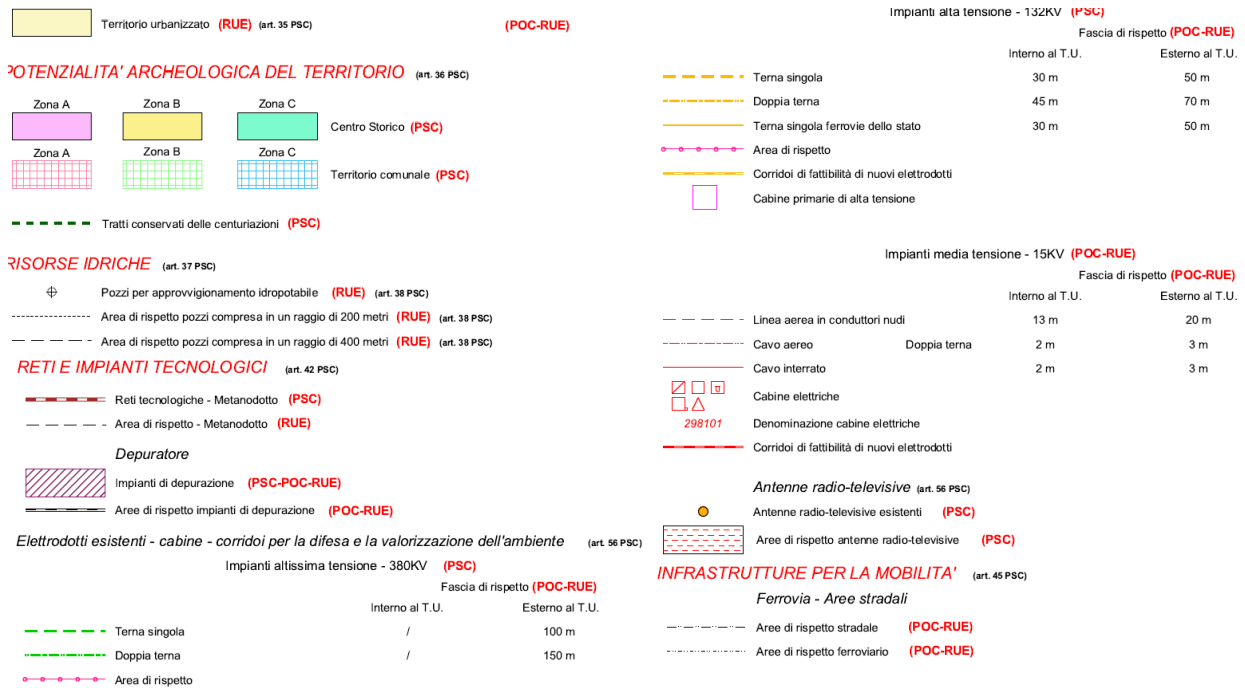 Territorio urbanizzato (RUE) (art. 35 PSC) (POC-RUE)
POTENZIALITA' ARCHEOLOGICA DEL TERRITORIO (art. 36 PSC)
Zona A Zona B Zona C
Centro Storico (PSC)
Zona A Zona B Zona C
Territorio comunale (PSC)
Tratti conservati delle centuriazioni (PSC)
RISORSE IDRICHE (art. 37 PSC)
Pozzi per approvvigionamento idropotabile (RUE) (art. 38 PSC)
Area di rispetto pozzi compresa in un raggio di 200 metri (RUE) (art. 38 PSC)
Area di rispetto pozzi compresa in un raggio di 400 metri (RUE) (art. 38 PSC)
RETI E IMPIANTI TECNOLOGICI (art. 42 PSC)
Reti tecnologiche - Metanodotto (PSC)
Area di rispetto - Metanodotto (RUE)
Depuratore
Impianti di depurazione (PSC-POC-RUE)
Aree di rispetto impianti di depurazione (POC-RUE)
Elettrodotti esistenti - cabine - corridoi per la difesa e la valorizzazione dell'ambiente (art. 56 PSC)
Impianti altissima tensione - 380KV (PSC)
Fascia di rispetto (POC-RUE)
Interno al T.U. Esterno al T.U.
Terna singola / 100 m
Doppia terna / 150 m
Area di rispetto
Impianti alta tensione - 132KV (PSC)
Fascia di rispetto (POC-RUE)
Interno al T.U. Esterno al T.U.
Terna singola 30 m 50 m
Doppia terna 45 m 70 m
Terna singola ferrovie dello stato 30 m 50 m
Area di rispetto
Corridoi di fattibilità di nuovi elettrodotti
Cabine primarie di alta tensione
Impianti media tensione - 15KV (POC-RUE)
Fascia di rispetto (POC-RUE)
Interno al T.U. Esterno al T.U.
Linea aerea in conduttori nudi 13 m 20 m
Cavo aereo Doppia terna 2 m 3 m
Cavo interrato 2 m 3 m
Cabine elettriche
298101 Denominazione cabine elettriche
Corridoi di fattibilità di nuovi elettrodotti
Antenne radio-televisive (art. 56 PSC)
Antenne radio-televisive esistenti (PSC)
Aree di rispetto antenne radio-televisive (PSC)
INFRASTRUTTURE PER LA MOBILITA' (art. 45 PSC)
Ferrovia - Aree stradali
Aree di rispetto stradale (POC-RUE)
Aree di rispetto ferroviario (POC-RUE)